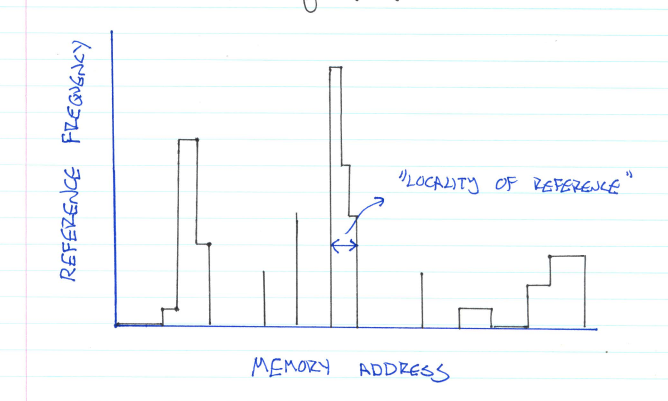 REFERENCE FREQUENCY
"LOCALITY OF REFERENCE"
MEMORY ADDRESS